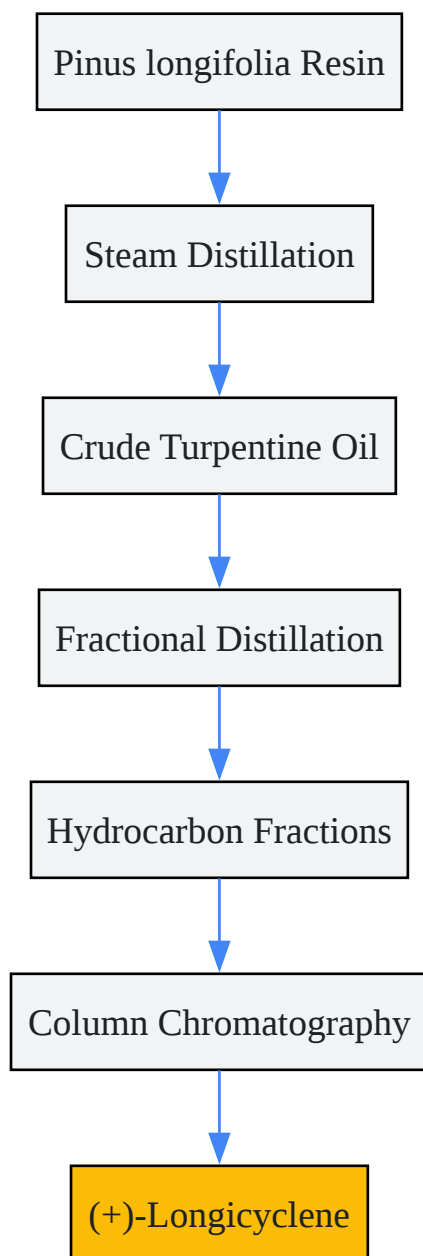 Pinus longifolia Resin
Steam Distillation
Crude Turpentine Oil
Fractional Distillation
Hydrocarbon Fractions
Column Chromatography
(+)-Longicyclene